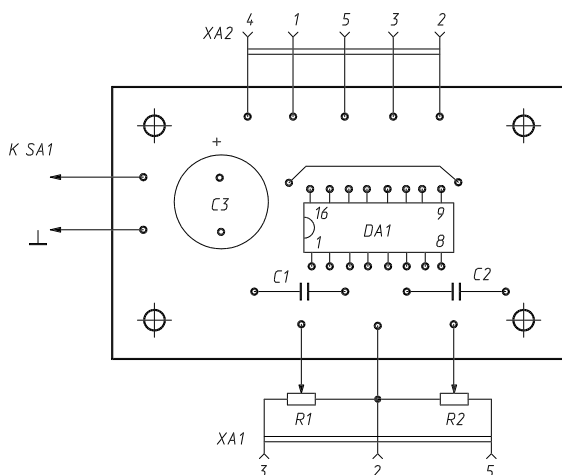 4 1 5 3 2
XA2
К SA1
+
C3
16 9
DA1
1 8
C1 C2
R1 R2
XA1
3 2 5